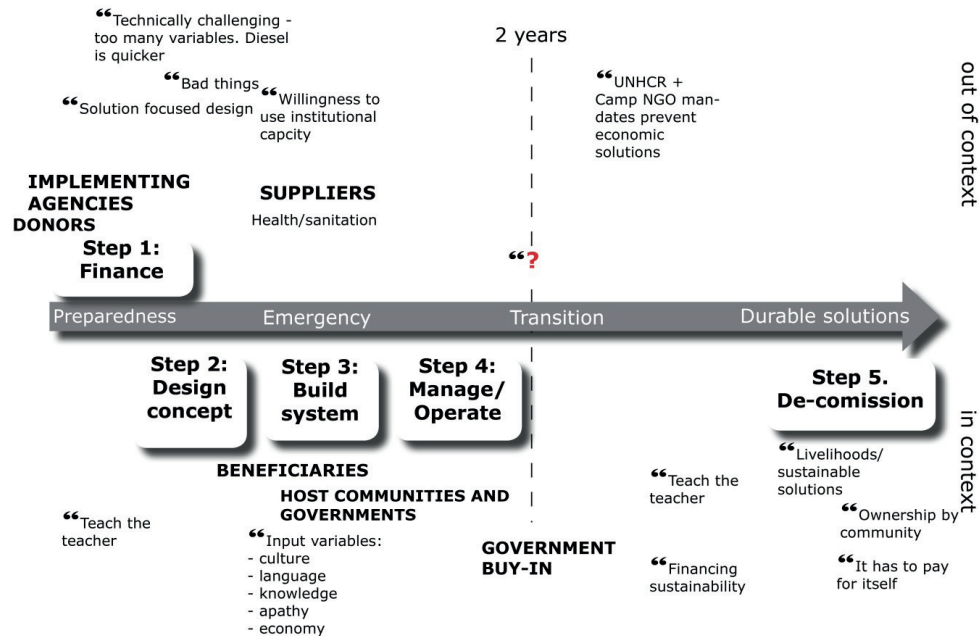 “Technically challenging -
too many variables. Diesel
is quicker
“Bad things
“Solution focused design
“Willingness to
use institutional
capcity
2 years
“UNHCR +
Camp NGO man-
dates prevent
economic
solutions
out of context
IMPLEMENTING
AGENCIES
DONORS
SUPPLIERS
Health/sanitation
Step 1:
Finance
“?
Preparedness
Emergency
Transition
Durable solutions
Step 2:
Design
concept
Step 3:
Build
system
Step 4:
Manage/
Operate
Step 5.
De-comission
in context
BENEFICIARIES
HOST COMMUNITIES AND
GOVERNMENTS
“Teach the
teacher
“Input variables:
- culture
- language
- knowledge
- apathy
- economy
GOVERNMENT
BUY-IN
“Teach the
teacher
“Financing
sustainability
“Livelihoods/
sustainable
solutions
“Ownership by
community
“It has to pay
for itself